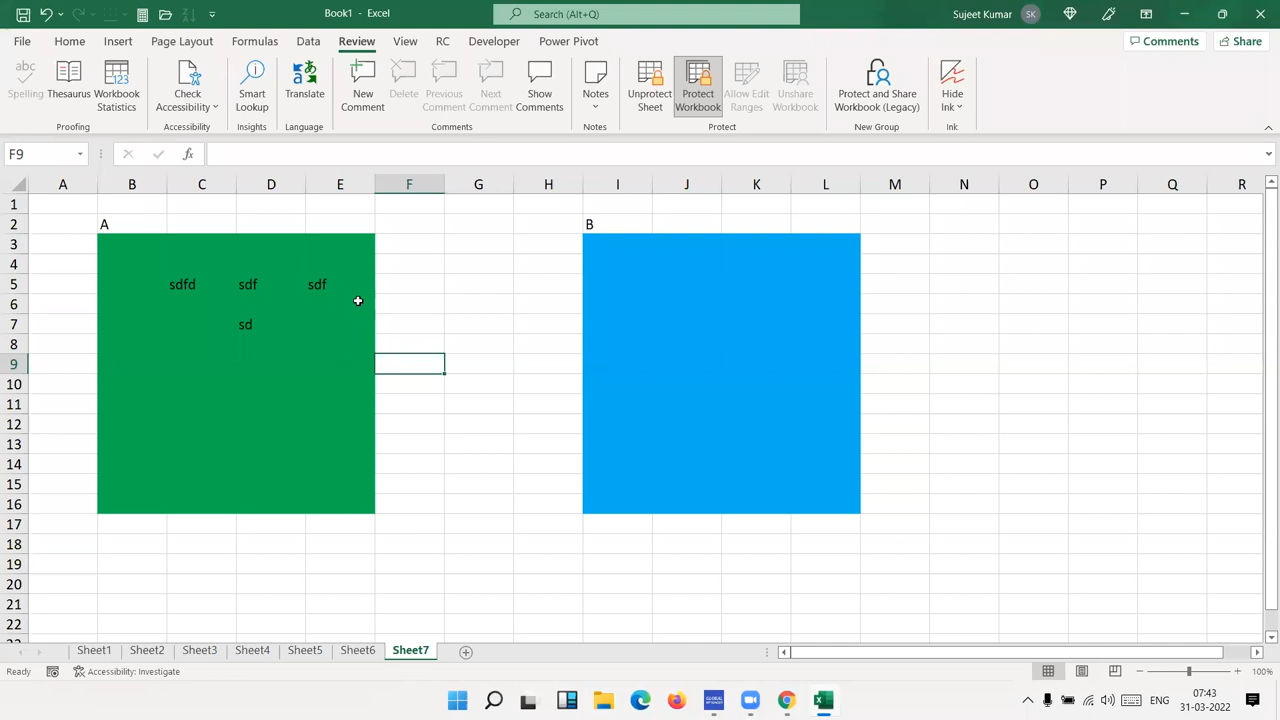 Book1 - Excel
Search (Alt+Q)
Sujeet Kumar
SK
File Home Insert Page Layout Formulas Data Review View RC Developer Power Pivot
Comments Share
Spelling Thesaurus Workbook Statistics
Check Accessibility
Smart Lookup
Translate
New Comment
Delete
Previous Comment
Next Comment
Show Comments
Notes
Unprotect Sheet
Protect Workbook
Allow Edit Ranges
Unshare Workbook
Protect and Share Workbook (Legacy)
Hide Ink
Proofing Accessibility Insights Language Comments Notes Protect New Group Ink
F9 fx
A B C D E F G H I J K L M N O P Q R
1
2 A B
3
4
5 sdfd sdf sdf
6
7 sd
8
9
10
11
12
13
14
15
16
17
18
19
20
21
22
Sheet1 Sheet2 Sheet3 Sheet4 Sheet5 Sheet6 Sheet7
Ready Accessibility: Investigate 100%
ENG 07:43
31-03-2022